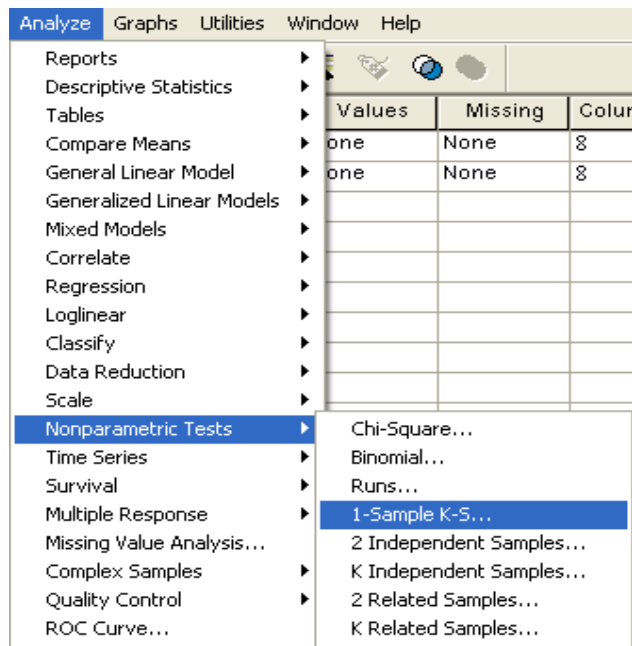 Analyze Graphs Utilities Window Help
Reports
Descriptive Statistics
Tables
Values Missing Colur
Compare Means
one None 8
General Linear Model
one None 8
Generalized Linear Models
Mixed Models
Correlate
Regression
Loglinear
Classify
Data Reduction
Scale
Nonparametric Tests
Time Series
Survival
Multiple Response
Missing Value Analysis...
Complex Samples
Quality Control
ROC Curve...
Chi-Square...
Binomial...
Runs...
1-Sample K-S...
2 Independent Samples...
K Independent Samples...
2 Related Samples...
K Related Samples...